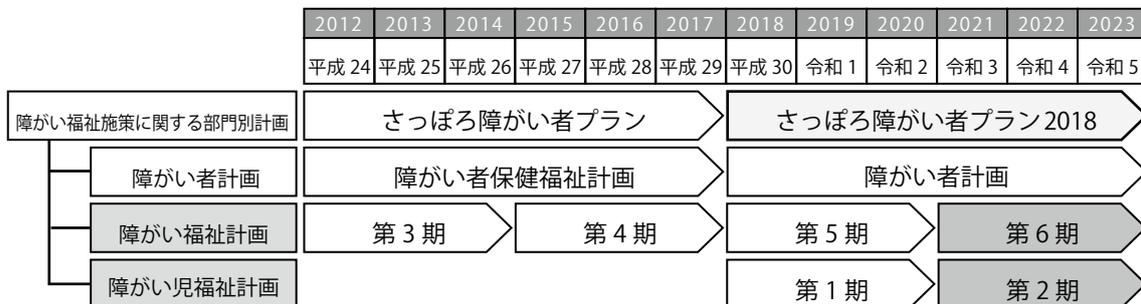 2012 2013 2014 2015 2016 2017 2018 2019 2020 2021 2022 2023
平成 24 平成 25 平成 26 平成 27 平成 28 平成 29 平成 30 令和 1 令和 2 令和 3 令和 4 令和 5
障がい福祉施策に関する部門別計画 さっぽろ障がい者プラン さっぽろ障がい者プラン 2018
障がい者計画 障がい者保健福祉計画 障がい者計画
障がい福祉計画 第 3 期 第 4 期 第 5 期 第 6 期
障がい児福祉計画 第 1 期 第 2 期